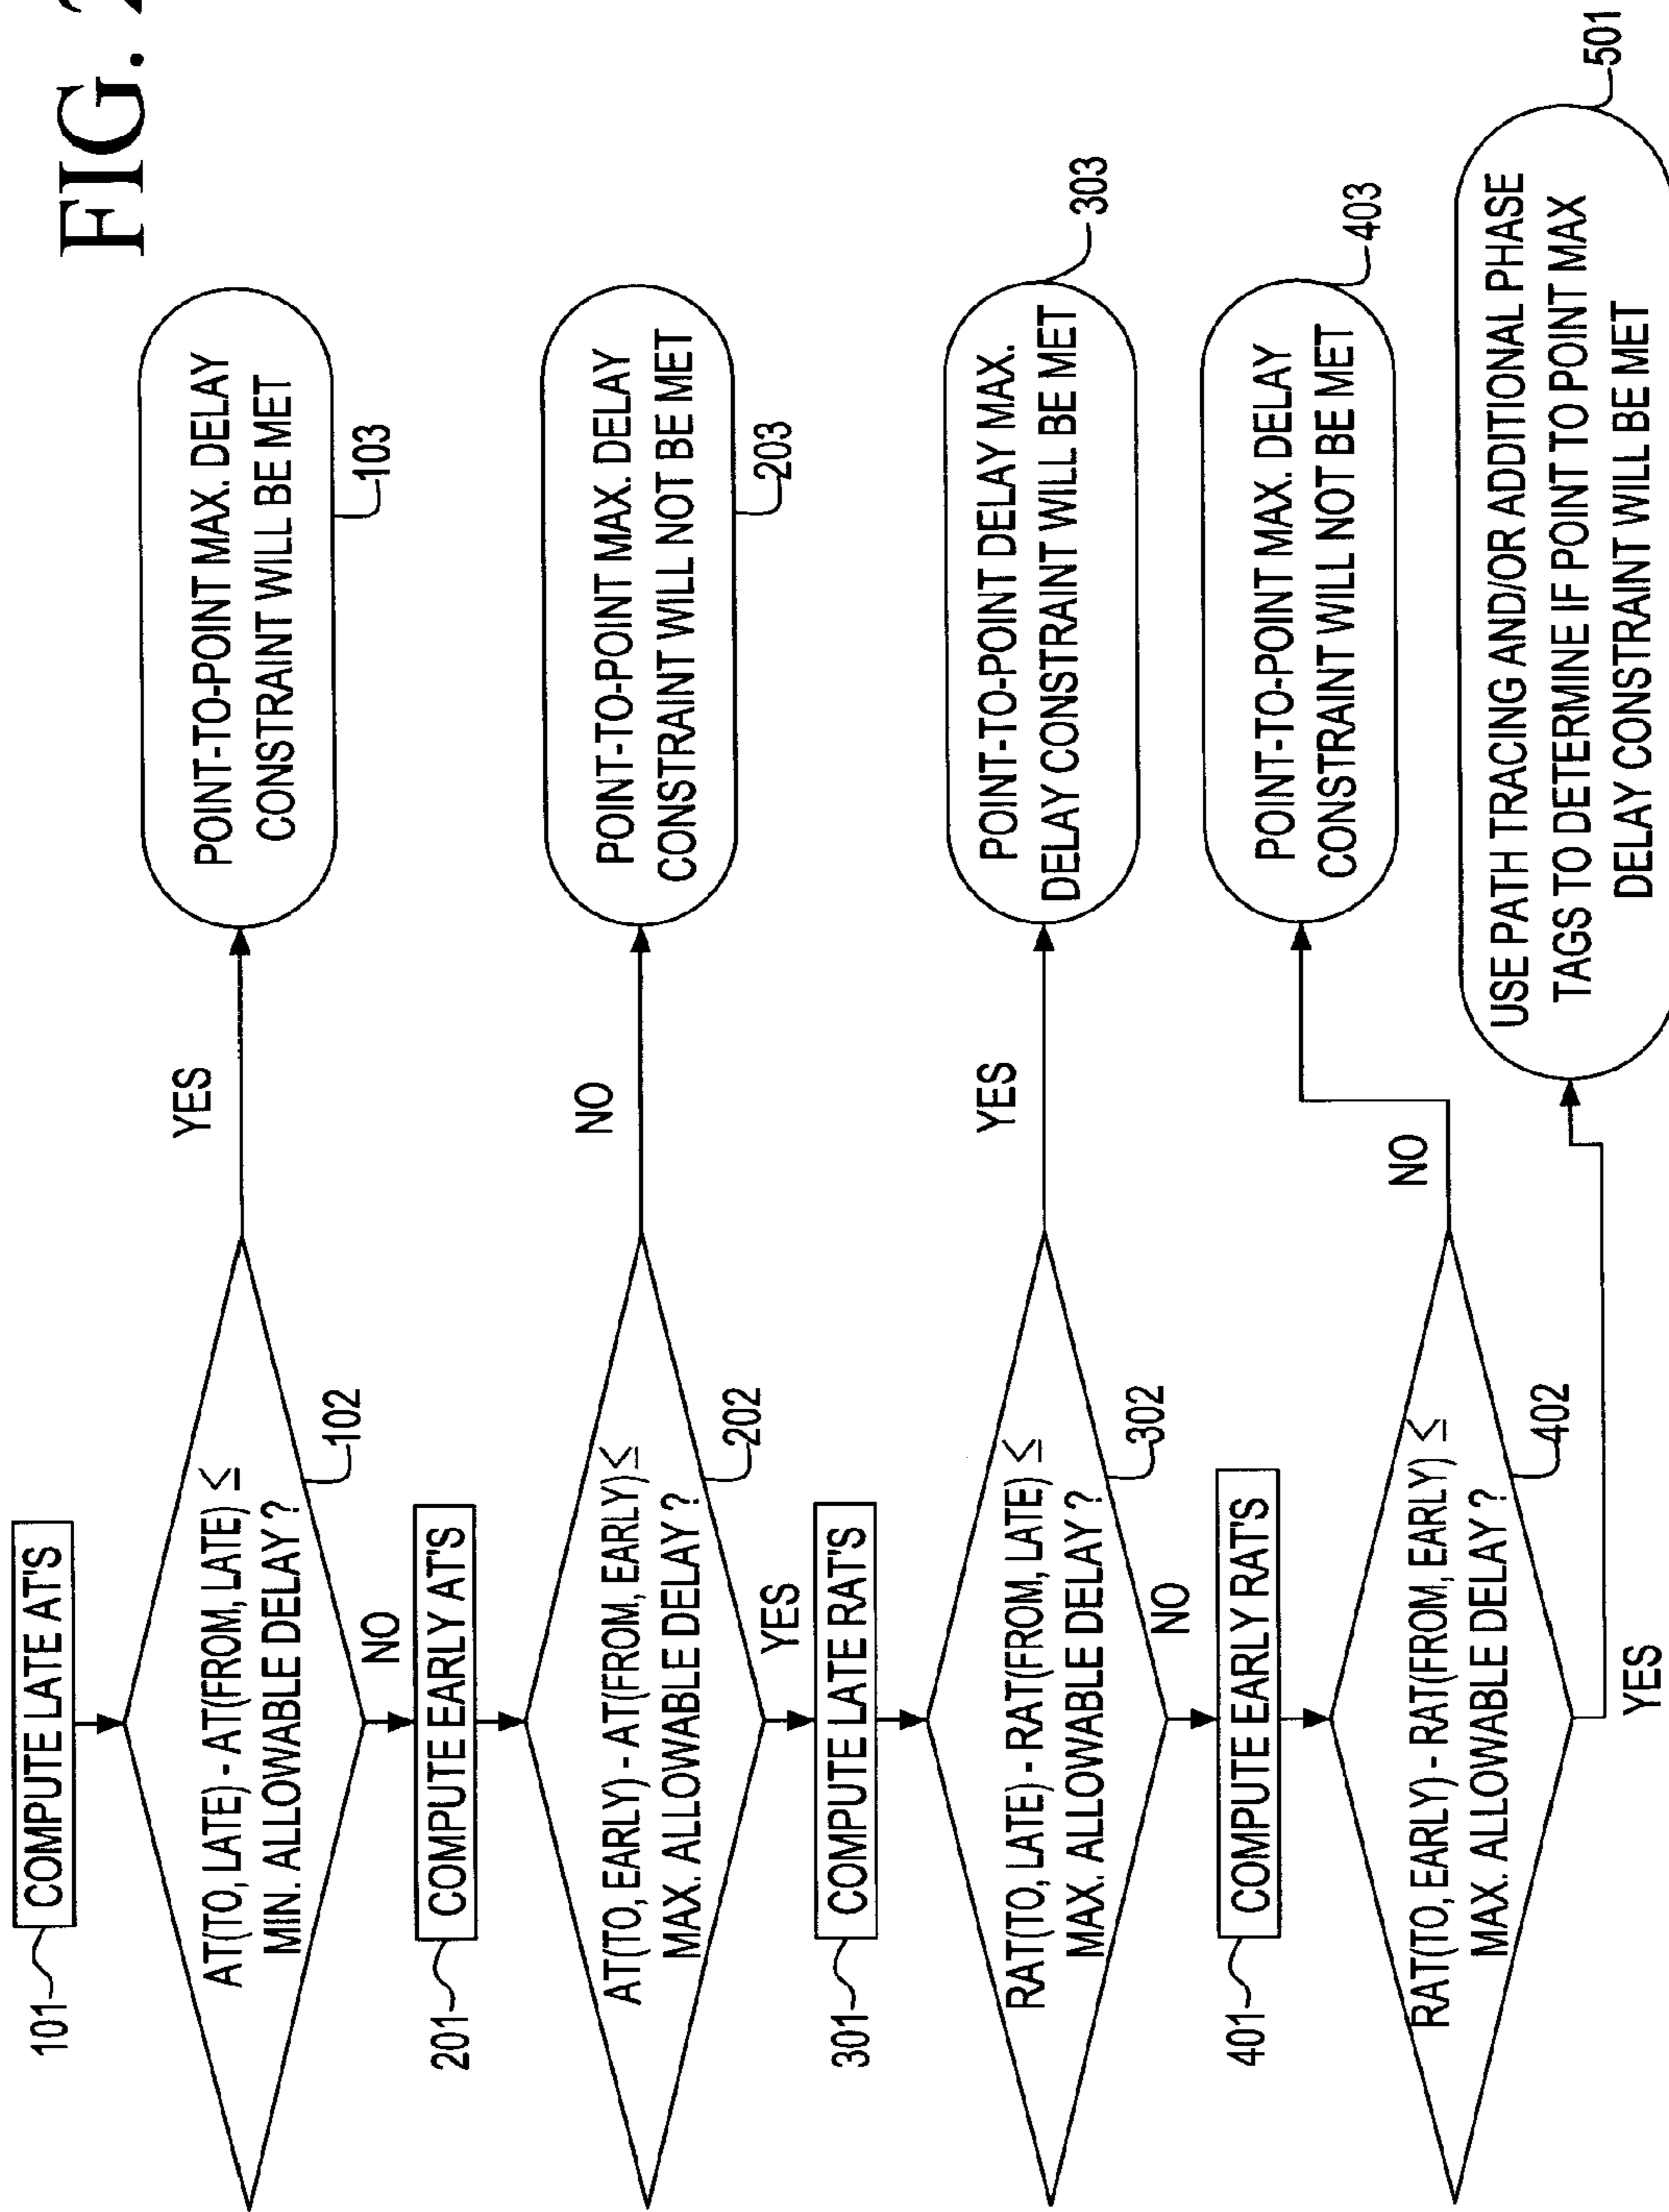 FIG. 2
101
COMPUTE LATE AT'S
AT(TO, LATE) - AT(FROM, LATE) ≤
MIN. ALLOWABLE DELAY ?
102
YES
POINT-TO-POINT MAX. DELAY
CONSTRAINT WILL BE MET
103
NO
201
COMPUTE EARLY AT'S
AT(TO, EARLY) - AT(FROM, EARLY) ≤
MAX. ALLOWABLE DELAY ?
202
NO
POINT-TO-POINT MAX. DELAY
CONSTRAINT WILL NOT BE MET
203
YES
301
COMPUTE LATE RAT'S
RAT(TO, LATE) - RAT(FROM, LATE) ≤
MAX. ALLOWABLE DELAY ?
302
YES
POINT-TO-POINT DELAY MAX.
DELAY CONSTRAINT WILL BE MET
303
NO
401
COMPUTE EARLY RAT'S
RAT(TO, EARLY) - RAT(FROM, EARLY) ≤
MAX. ALLOWABLE DELAY ?
402
NO
POINT-TO-POINT MAX. DELAY
CONSTRAINT WILL NOT BE MET
403
YES
USE PATH TRACING AND/OR ADDITIONAL PHASE
TAGS TO DETERMINE IF POINT TO POINT MAX
DELAY CONSTRAINT WILL BE MET
501